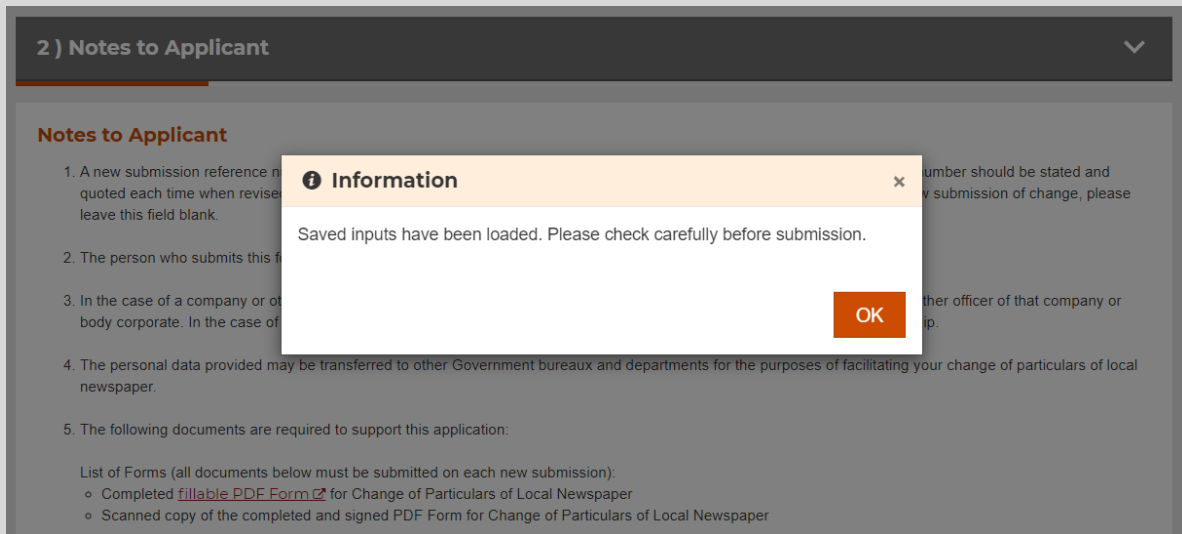 2 ) Notes to Applicant
Notes to Applicant
1. A new submission reference n
umber should be stated and
quoted each time when revise
w submission of change, please
leave this field blank.
Information
×
Saved inputs have been loaded. Please check carefully before submission.
OK
2. The person who submits this f
3. In the case of a company or ot
ther officer of that company or
body corporate. In the case of
ip.
4. The personal data provided may be transferred to other Government bureaux and departments for the purposes of facilitating your change of particulars of local
newspaper.
5. The following documents are required to support this application:
List of Forms (all documents below must be submitted on each new submission):
○ Completed fillable PDF Form for Change of Particulars of Local Newspaper
○ Scanned copy of the completed and signed PDF Form for Change of Particulars of Local Newspaper